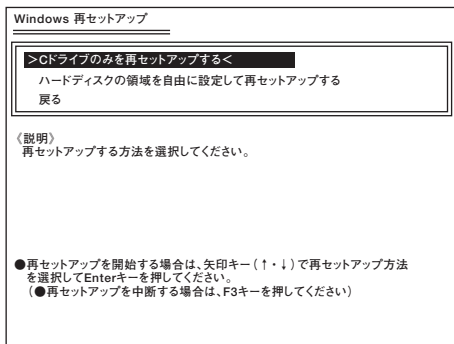 Windows 再セットアップ
>Cドライブのみを再セットアップする<
ハードディスクの領域を自由に設定して再セットアップする
戻る
《説明》
再セットアップする方法を選択してください。
●再セットアップを開始する場合は、矢印キー(↑・↓)で再セットアップ方法
を選択してEnterキーを押してください。
(●再セットアップを中断する場合は、F3キーを押してください)